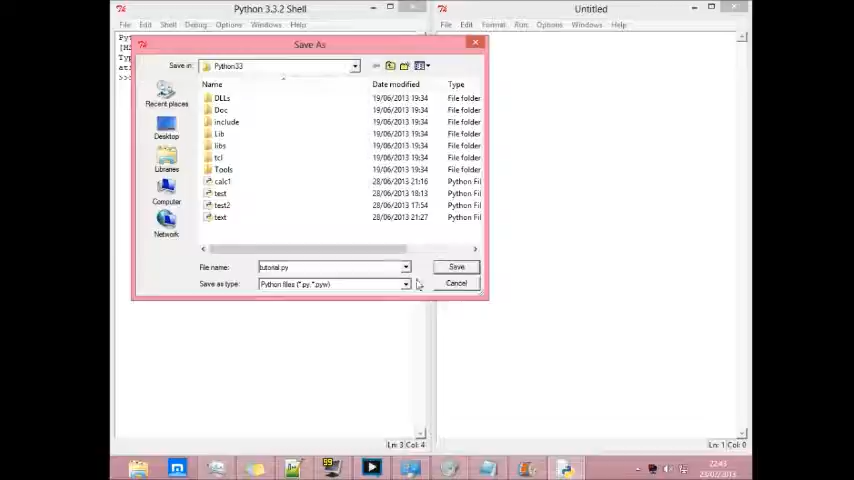 Python 3.3.2 Shell
File Edit Shell Debug Options Windows Help
Untitled
File Edit Format Run Options Windows Help
Save As
Save in: Python33
Name Date modified Type
DLLs 19/06/2013 19:34 File folder
Doc 19/06/2013 19:34 File folder
include 19/06/2013 19:34 File folder
Lib 19/06/2013 19:34 File folder
libs 19/06/2013 19:34 File folder
tcl 19/06/2013 19:34 File folder
Tools 19/06/2013 19:34 File folder
calc1 28/06/2013 21:16 Python Fil
test 28/06/2013 18:13 Python Fil
test2 28/06/2013 17:54 Python Fil
text 28/06/2013 21:27 Python Fil
Recent places
Desktop
Libraries
Computer
Network
File name: tutorial.py Save
Save as type: Python files (*.py,*.pyw) Cancel
Ln: 3 Col: 4
Ln: 1 Col: 0
22:43
23/07/2013